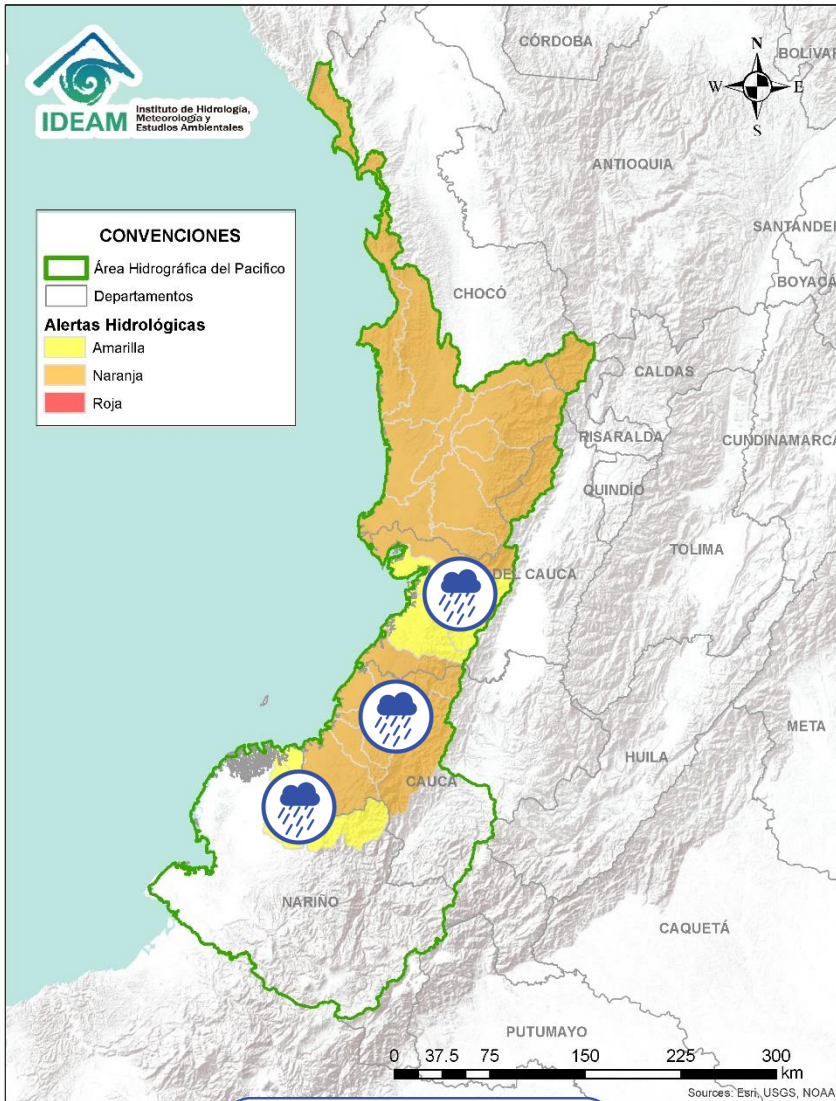 IDEAM
Instituto de Hidrología,
Meteorología y
Estudios Ambientales
CÓRDOBA
BOLÍVAR
N
W
E
S
ANTIOQUIA
SANTANDER
BOYACÁ
CONVENCIONES
Área Hidrográfica del Pacifico
Departamentos
Alertas Hidrológicas
Amarilla
Naranja
Roja
CHOCÓ
CALDAS
RISARALDA
CUNDINAMARCA
QUINDÍO
TOLIMA
DEL CAUCA
META
HUILA
CAUCA
NARIÑO
CAQUETÁ
PUTUMAYO
0 37.5 75 150 225 300
km
Sources: Esri, USGS, NOAA